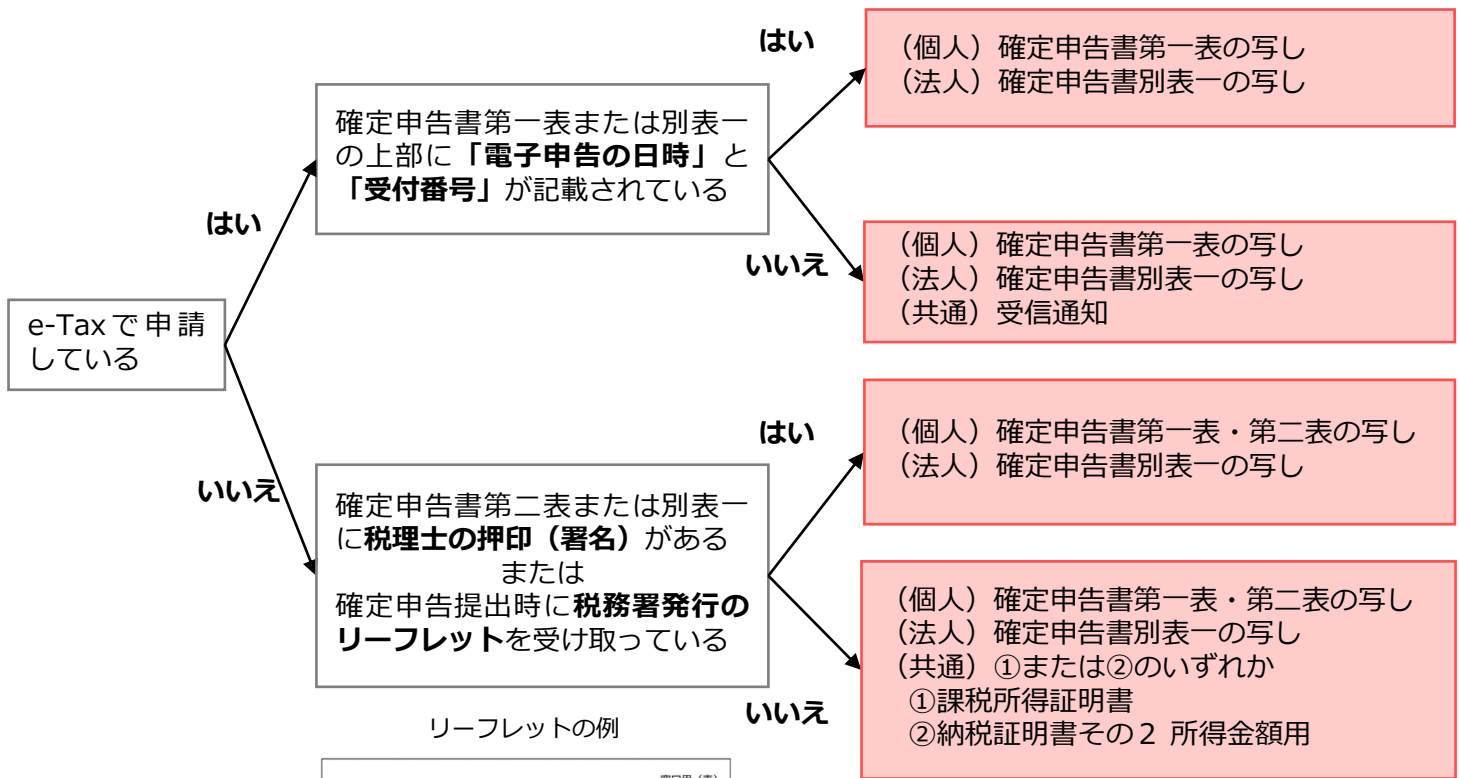 e-Taxで申請
している
はい
確定申告書第一表または別表一
の上部に「電子申告の日時」と
「受付番号」が記載されている
はい
（個人）確定申告書第一表の写し
（法人）確定申告書別表一の写し
いいえ
（個人）確定申告書第一表の写し
（法人）確定申告書別表一の写し
（共通）受信通知
いいえ
確定申告書第二表または別表一
に税理士の押印（署名）がある
または
確定申告提出時に税務署発行の
リーフレットを受け取っている
はい
（個人）確定申告書第一表・第二表の写し
（法人）確定申告書別表一の写し
いいえ
（個人）確定申告書第一表・第二表の写し
（法人）確定申告書別表一の写し
（共通）①または②のいずれか
①課税所得証明書
②納税証明書その２ 所得金額用
リーフレットの例